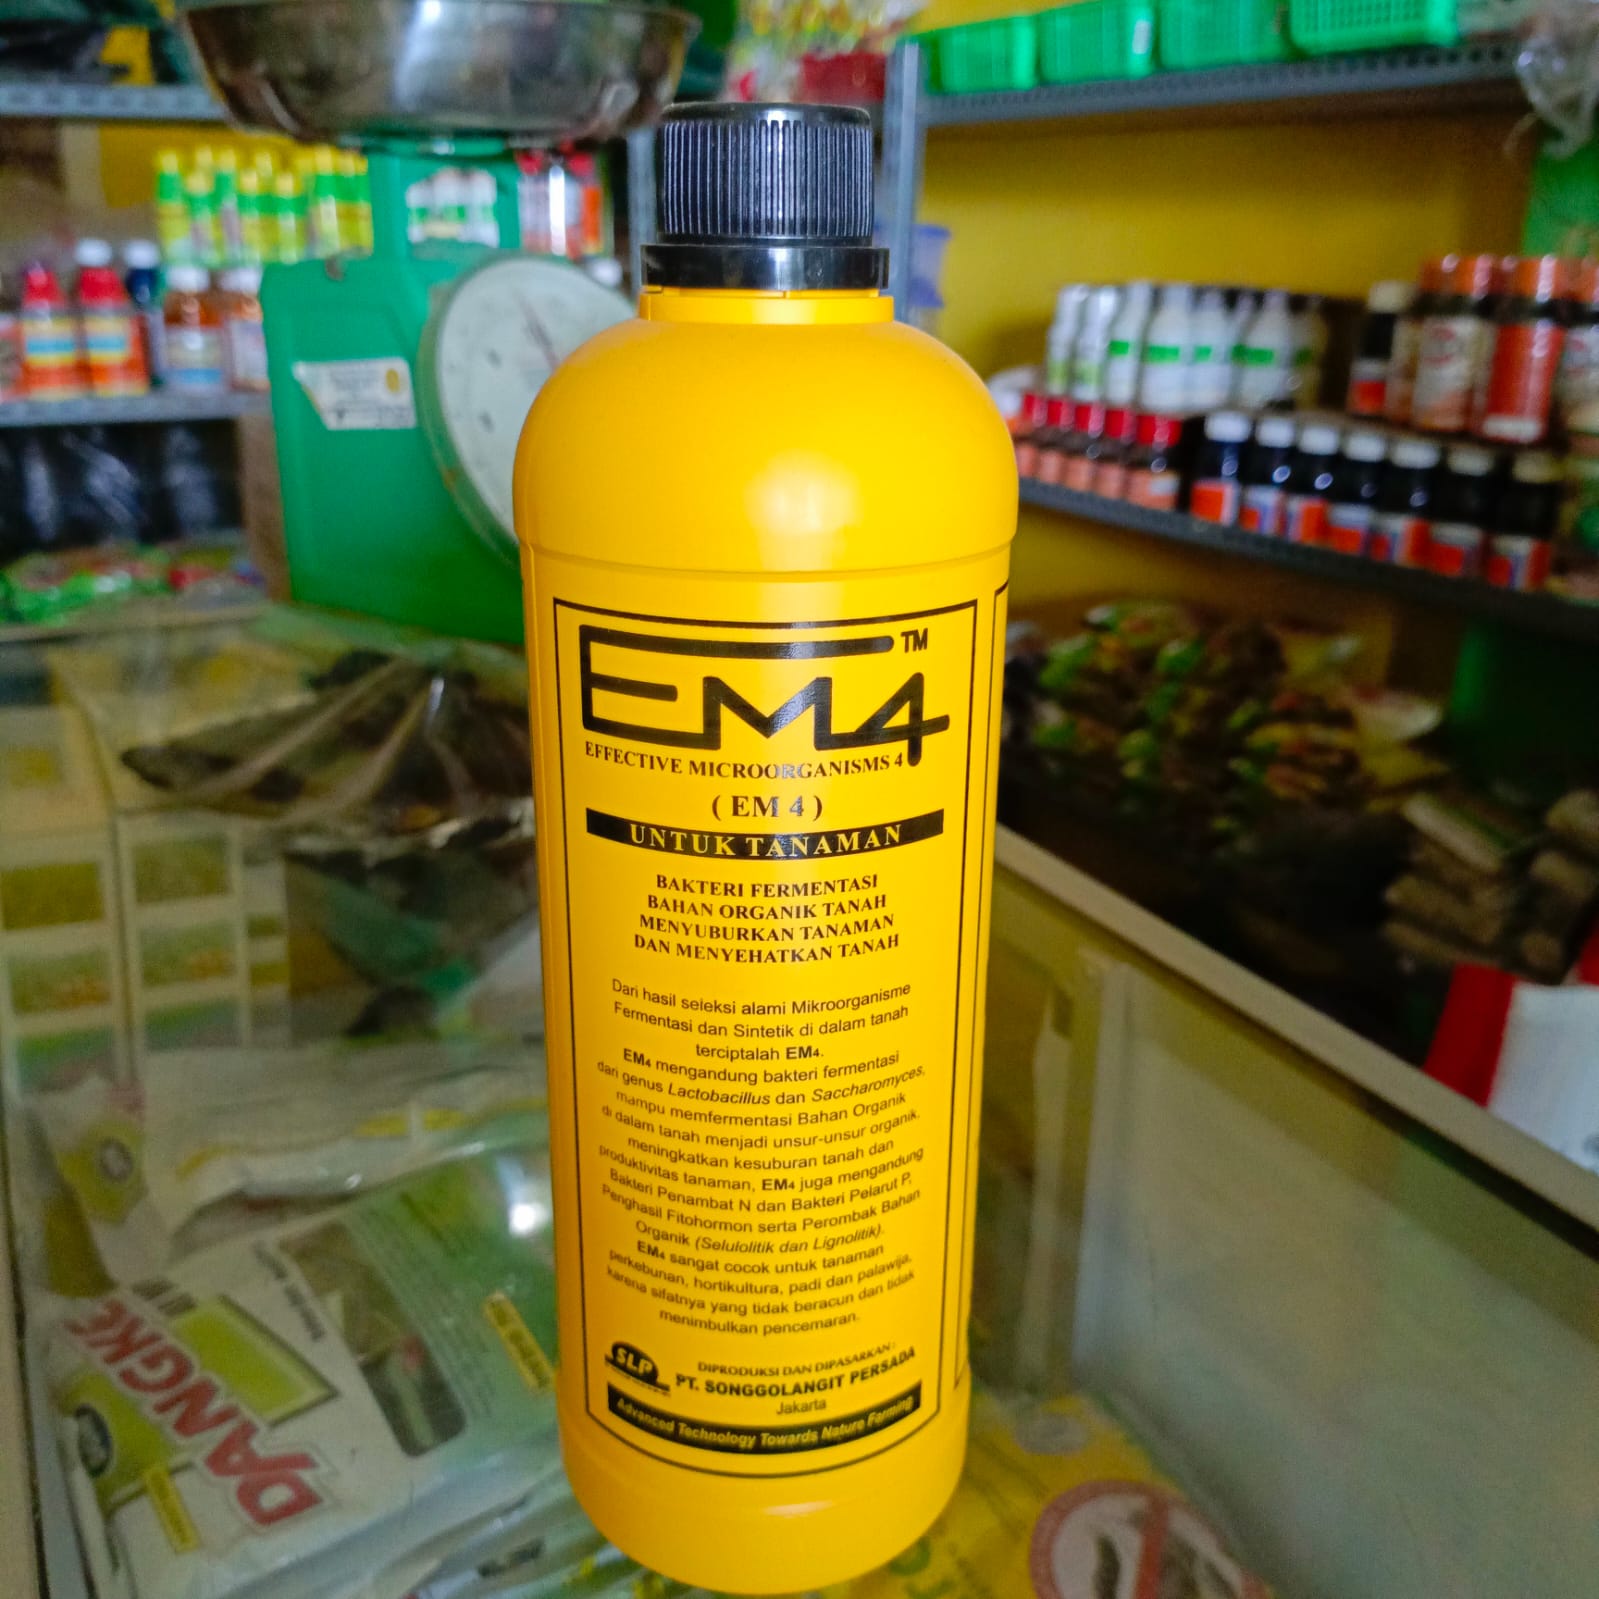 EM4 TM
EFFECTIVE MICROORGANISMS 4
( EM 4 )
UNTUK TANAMAN
BAKTERI FERMENTASI
BAHAN ORGANIK TANAH
MENYUBURKAN TANAMAN
DAN MENYEHATKAN TANAH
Dari hasil seleksi alami Mikroorganisme
Fermentasi dan Sintetik di dalam tanah
terciptalah EM4.
EM4 mengandung bakteri fermentasi
dari genus Lactobacillus dan Saccharomyces,
mampu memfermentasi Bahan Organik
di dalam tanah menjadi unsur-unsur organik,
meningkatkan kesuburan tanah dan
produktivitas tanaman, EM4 juga mengandung
Bakteri Penambat N dan Bakteri Pelarut P,
Penghasil Fitohormon serta Perombak Bahan
Organik (Selulolitik dan Lignolitik).
EM4 sangat cocok untuk tanaman
perkebunan, hortikultura, padi dan palawija,
karena sifatnya yang tidak beracun dan tidak
menimbulkan pencemaran.
SLP
DIPRODUKSI DAN DIPASARKAN :
PT. SONGGOLANGIT PERSADA
Jakarta
Advanced Technology Towards Nature Farming
DANGKE